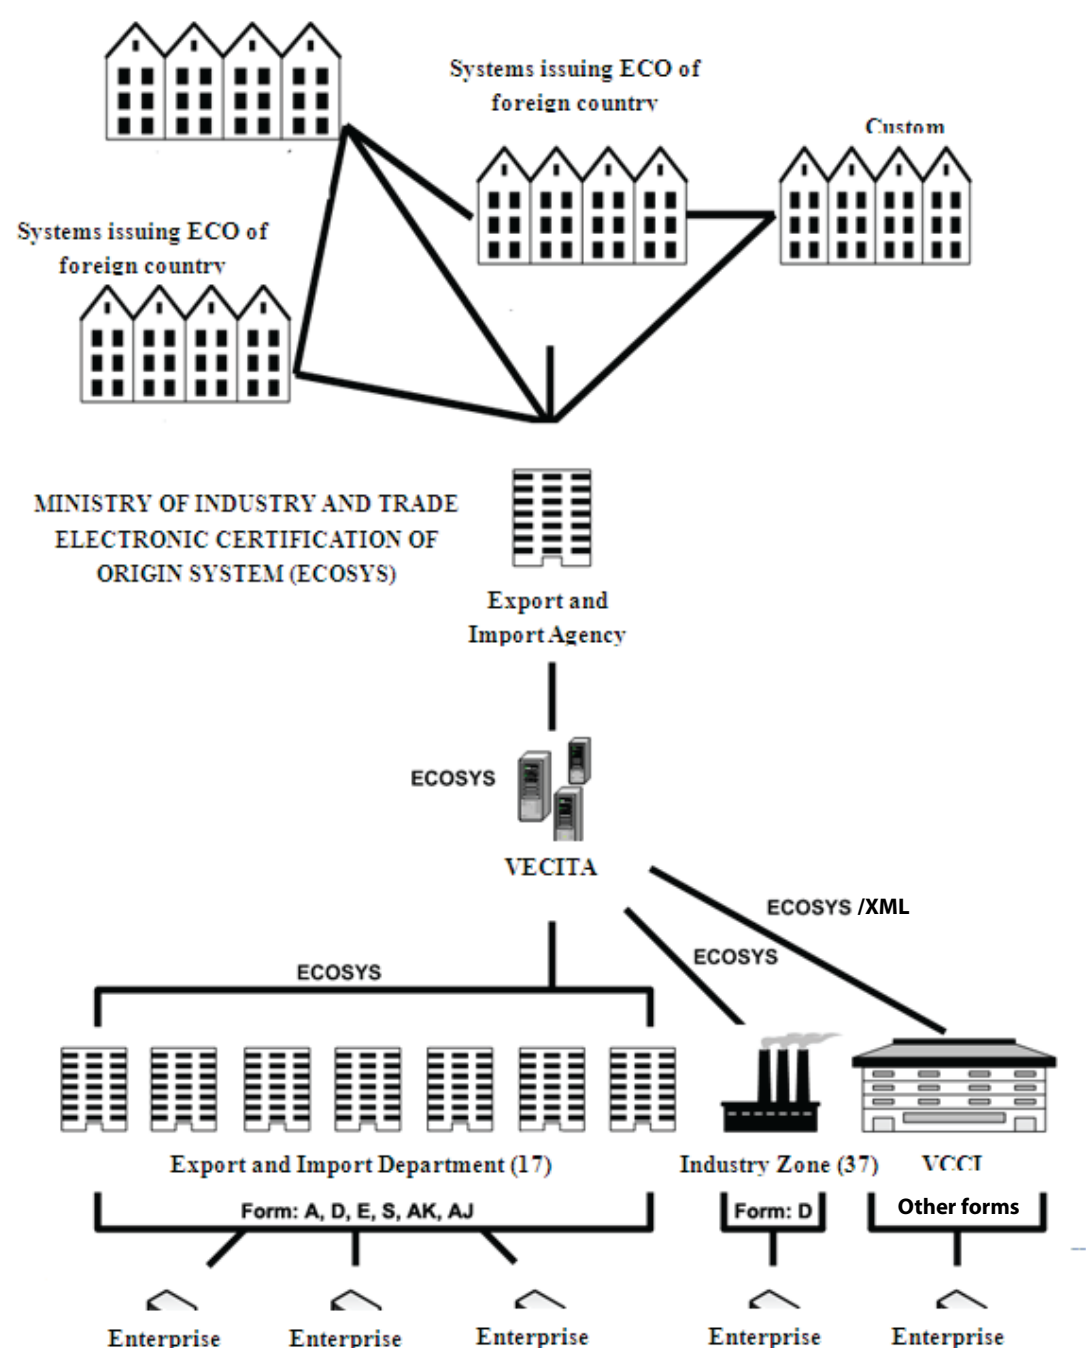 Systems issuing ECO of
foreign country
Custom
Systems issuing ECO of
foreign country
MINISTRY OF INDUSTRY AND TRADE
ELECTRONIC CERTIFICATION OF
ORIGIN SYSTEM (ECOSYS)
Export and
Import Agency
ECOSYS
VECITA
ECOSYS /XML
ECOSYS
ECOSYS
Export and Import Department (17)
Industry Zone (37)
VCCI
Form: A, D, E, S, AK, AJ
Form: D
Other forms
Enterprise
Enterprise
Enterprise
Enterprise
Enterprise